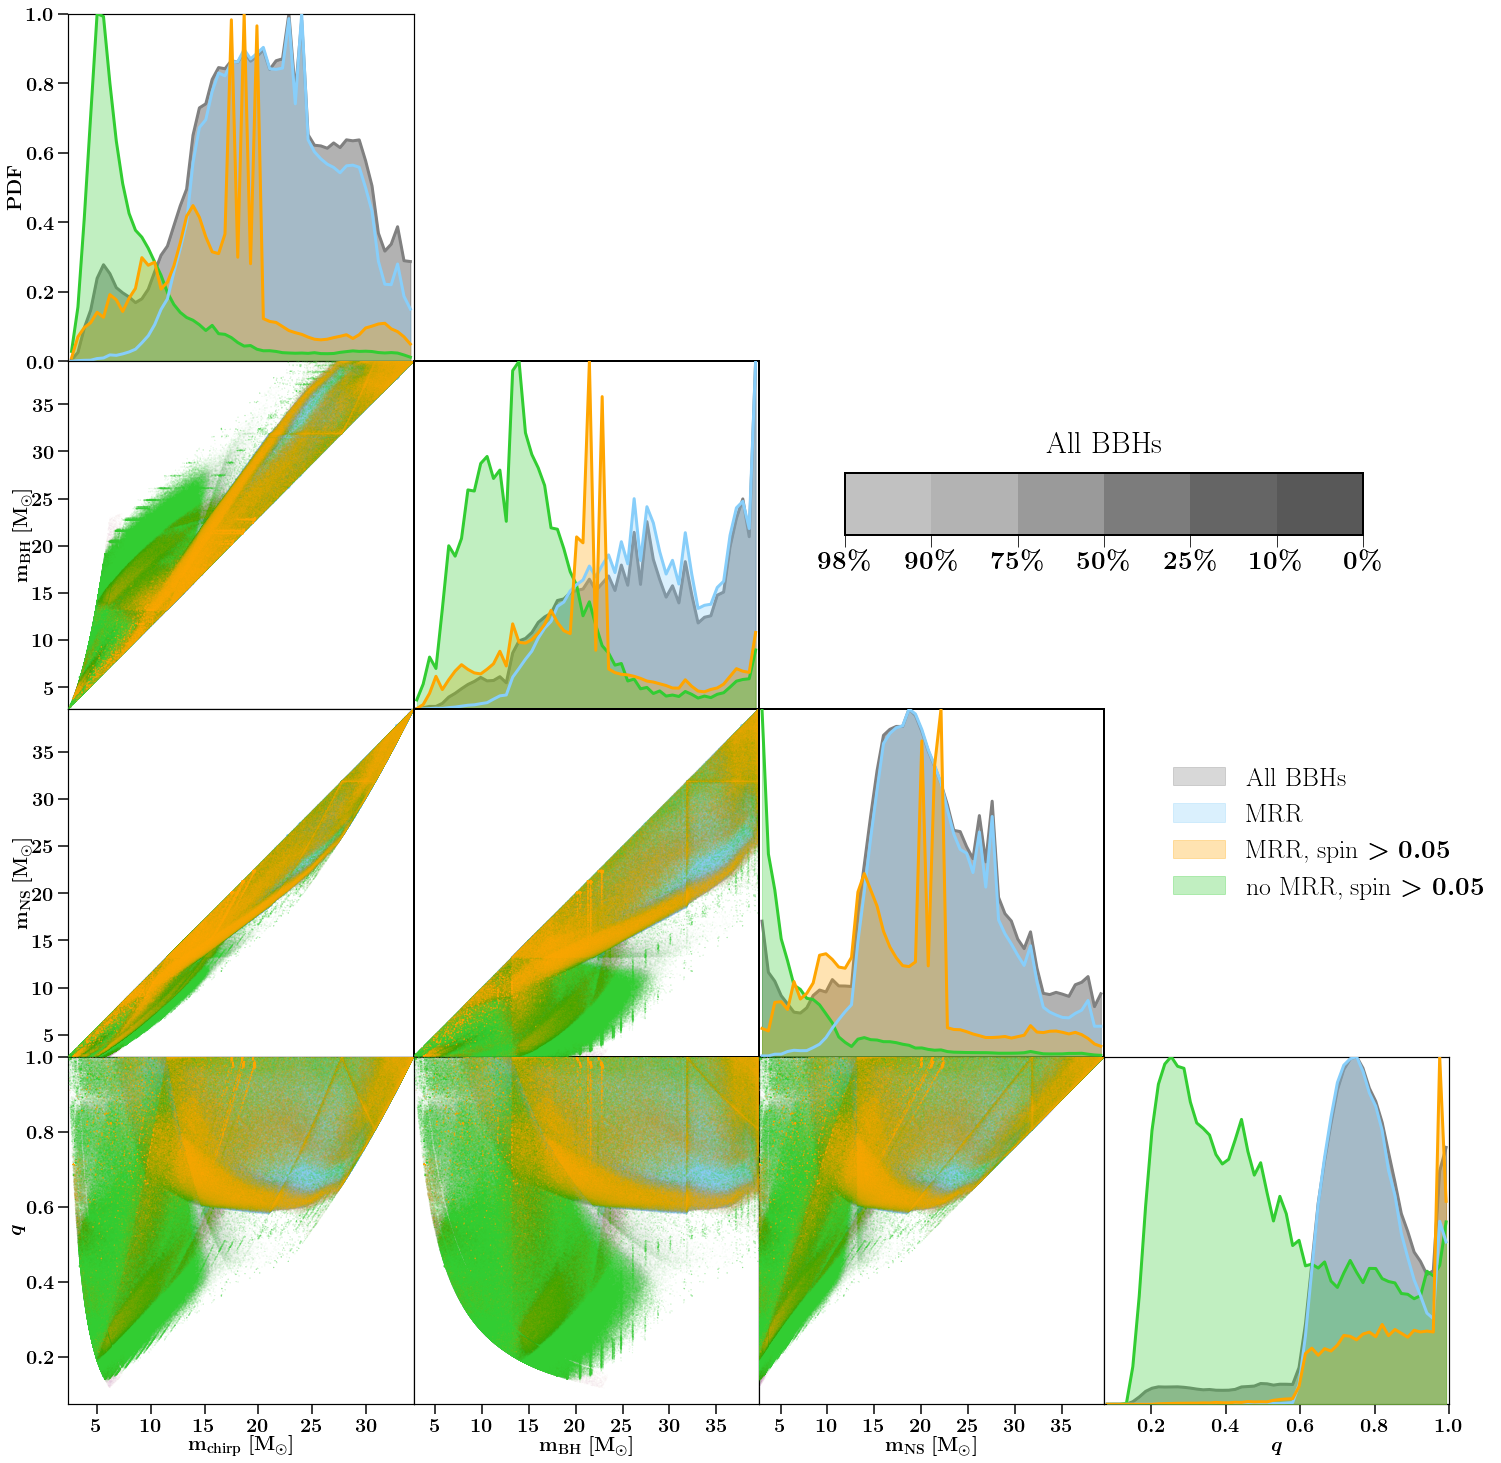 1.0
0.8
0.6
0.4
0.2
0.0
PDF
35
30
25
20
15
10
5
m_BH [M_⊙]
All BBHs
98% 90% 75% 50% 25% 10% 0%
35
30
25
20
15
10
5
m_NS [M_⊙]
All BBHs
MRR
MRR, spin > 0.05
no MRR, spin > 0.05
1.0
0.8
0.6
0.4
0.2
q
5 10 15 20 25 30
m_chirp [M_⊙]
5 10 15 20 25 30 35
m_BH [M_⊙]
5 10 15 20 25 30 35
m_NS [M_⊙]
0.2 0.4 0.6 0.8 1.0
q